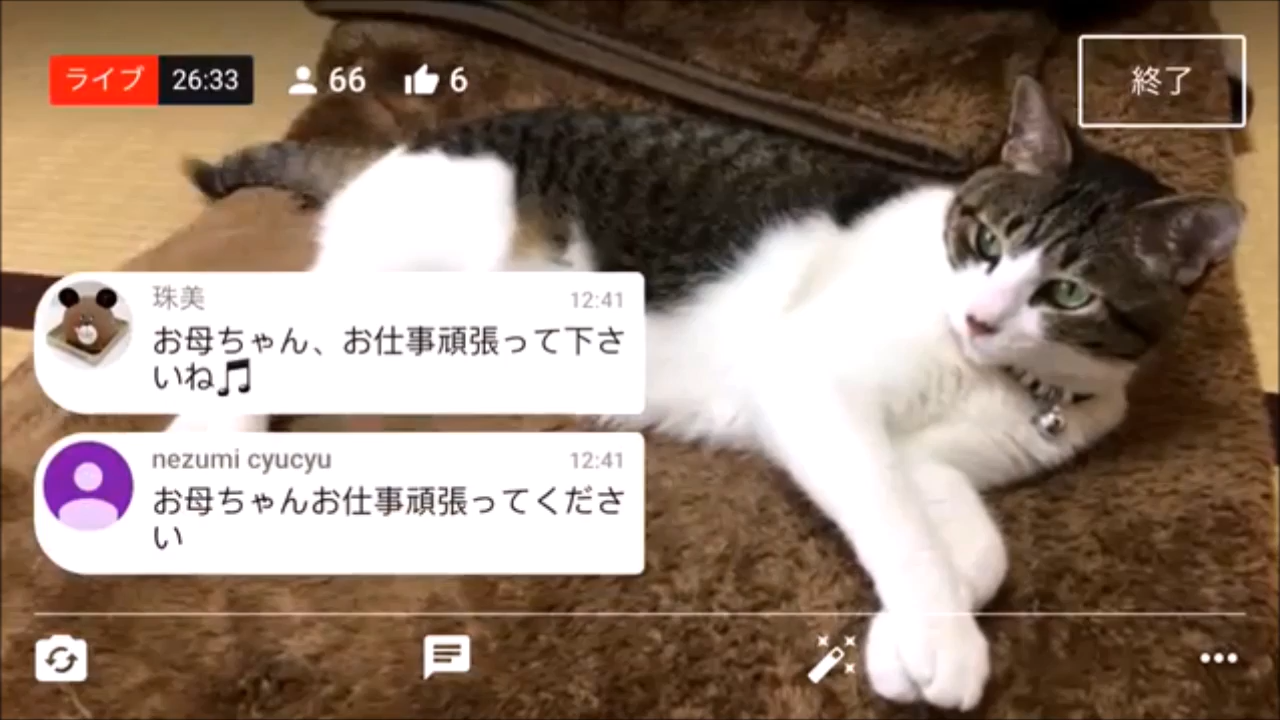 ライブ 26:33 66 6
終了
珠美 12:41
お母ちゃん、お仕事頑張って下さ
いね🎵
nezumi cyucyu 12:41
お母ちゃんお仕事頑張ってくださ
い